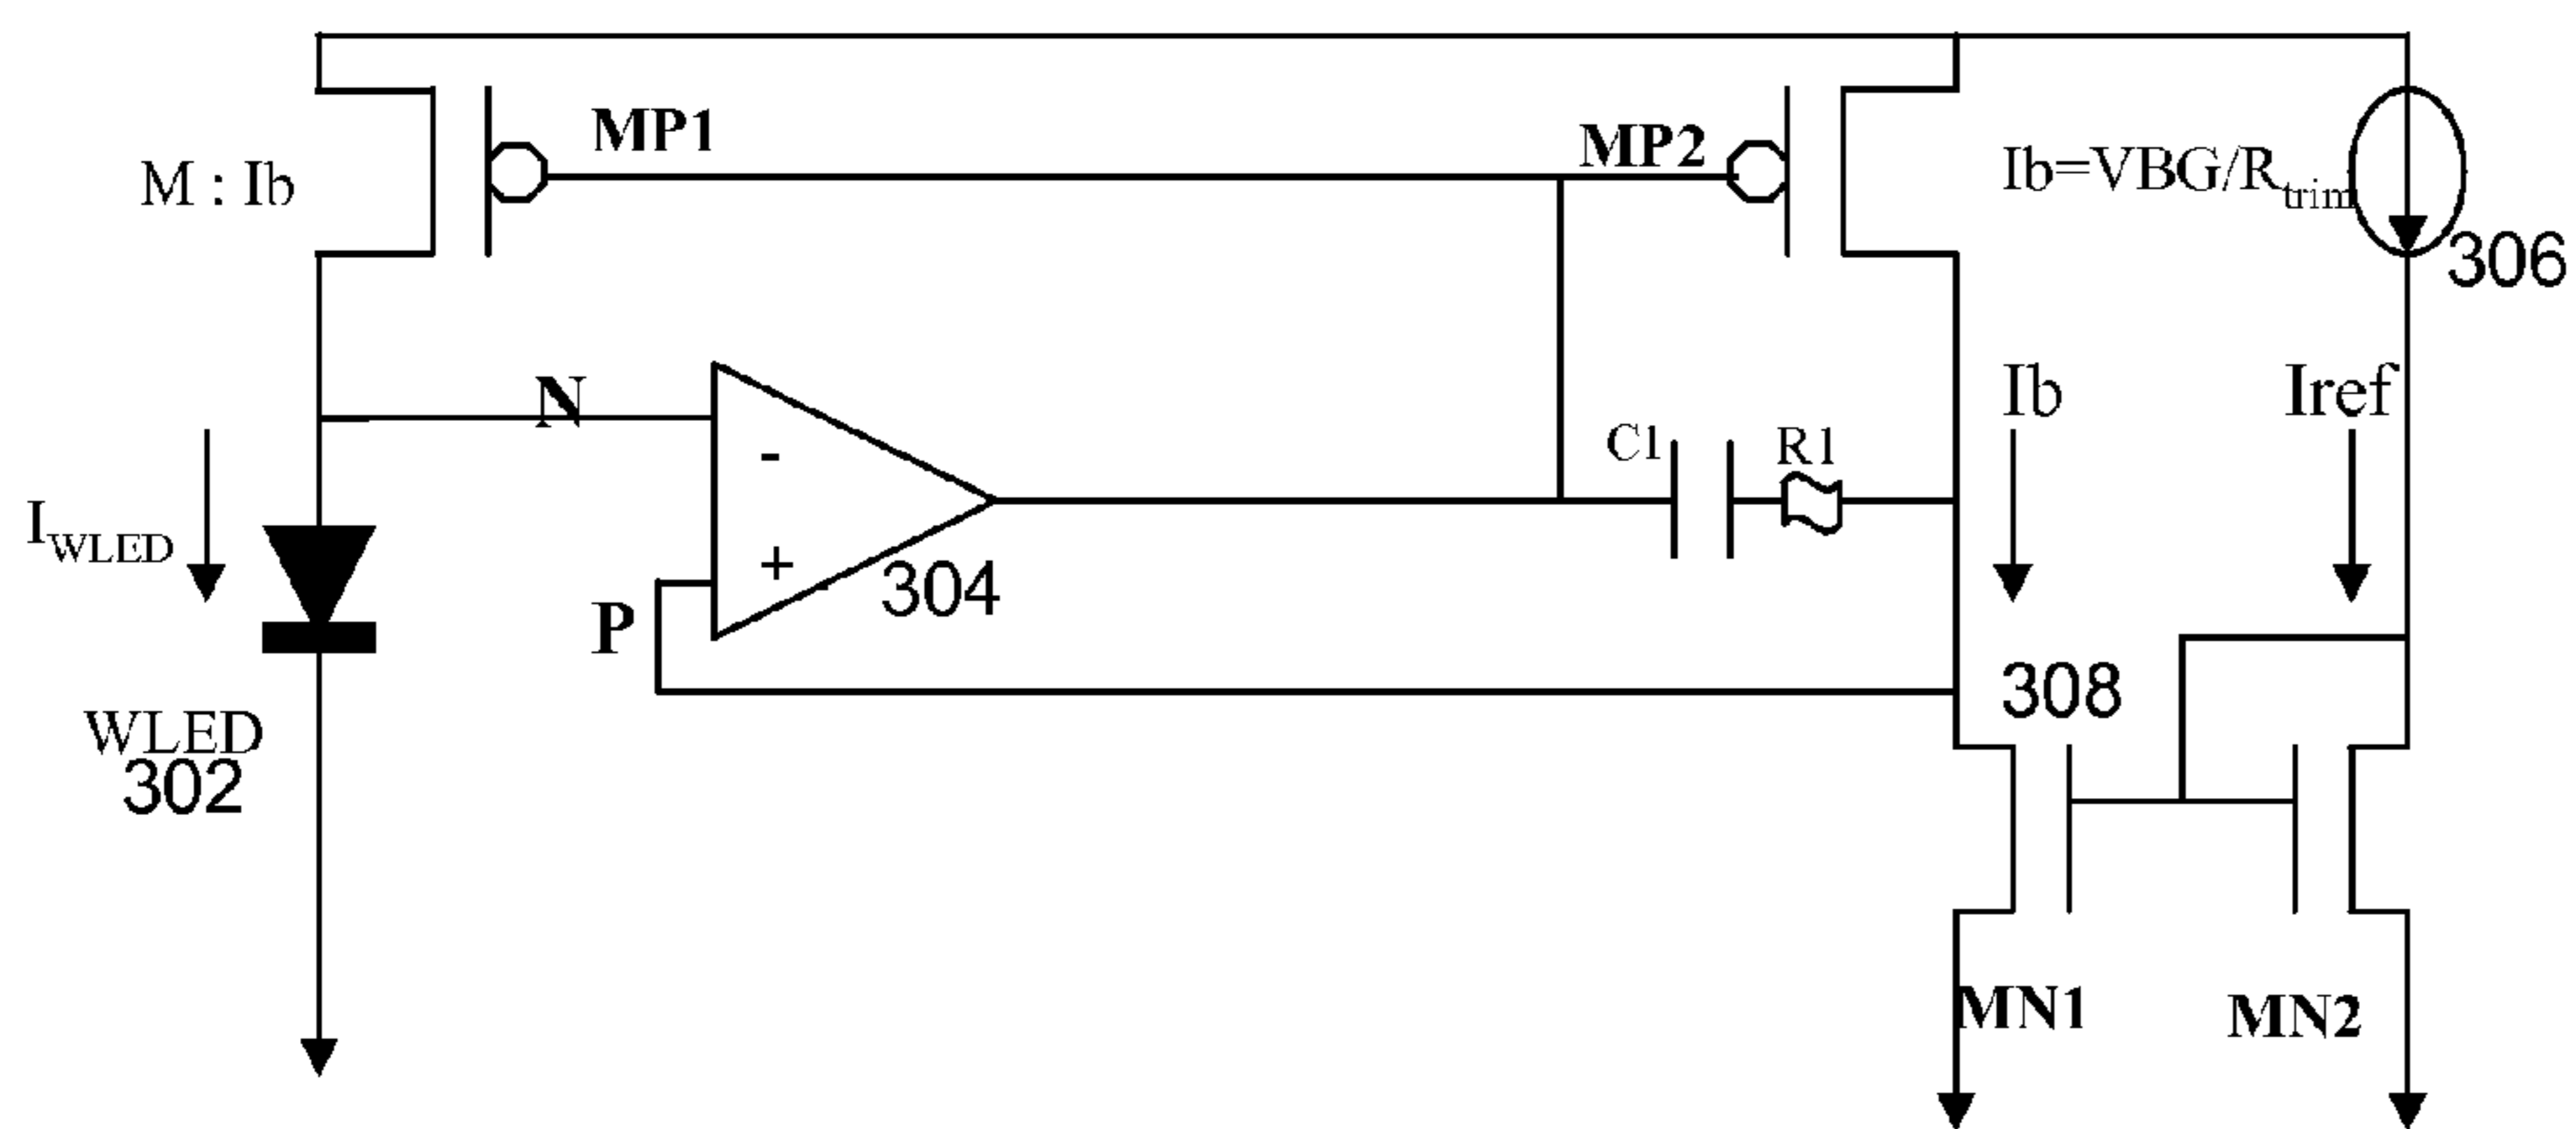 MP1
MP2
M : Ib
Ib=VBG/Rtrim
306
N
-
+
304
P
C1
R1
Ib
Iref
IWLED
WLED
302
308
MN1
MN2